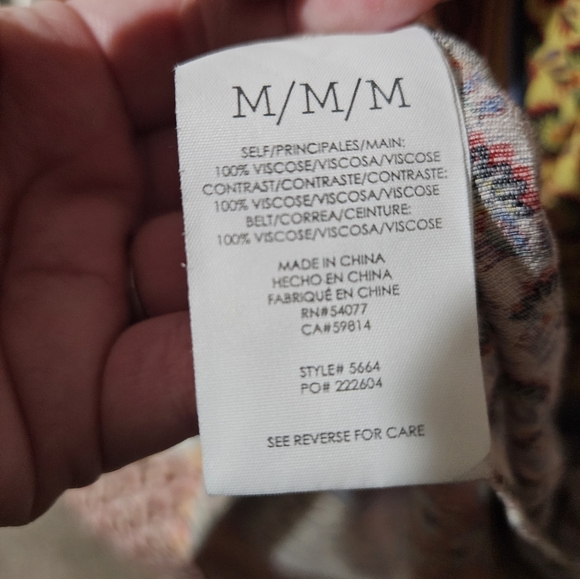 M/M/M
SELF/PRINCIPALES/MAIN:
100% VISCOSE/VISCOSA/VISCOSE
CONTRAST/CONTRASTE/CONTRASTE:
100% VISCOSE/VISCOSA/VISCOSE
BELT/CORREA/CEINTURE:
100% VISCOSE/VISCOSA/VISCOSE
MADE IN CHINA
HECHO EN CHINA
FABRIQUÉ EN CHINE
RN#54077
CA#59814
STYLE# 5664
PO# 222604
SEE REVERSE FOR CARE